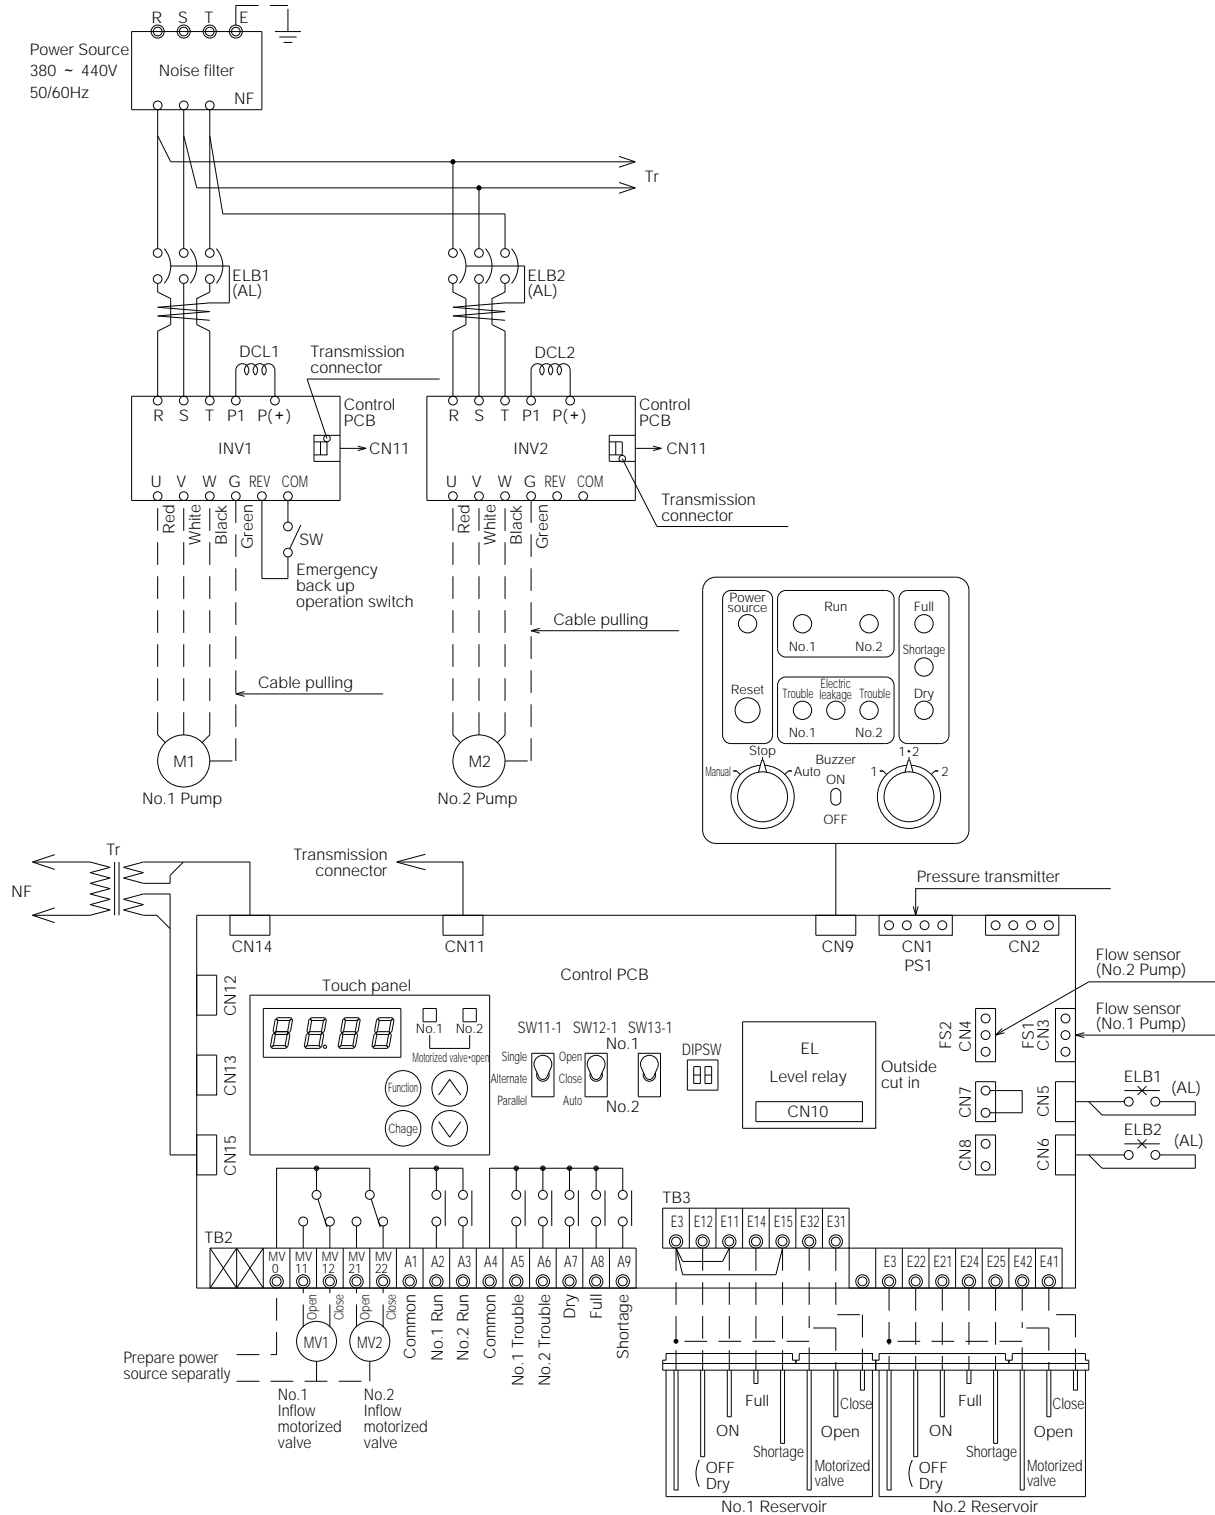 R S T E
Power Source
380 ~ 440V
50/60Hz
Noise filter
NF
Tr
ELB1
(AL)
ELB2
(AL)
DCL1
Transmission
connector
DCL2
R S T P1 P(+)
Control
PCB
INV1
CN11
U V W G REV COM
R S T P1 P(+)
Control
PCB
INV2
CN11
U V W G REV COM
Transmission
connector
Red
White
Black
Green
SW
Emergency
back up
operation switch
Red
White
Black
Green
Cable pulling
Cable pulling
M1
No.1 Pump
M2
No.2 Pump
Power
source
Run
No.1 No.2
Full
Shortage
Dry
Reset
Trouble
Electric
leakage
Trouble
No.1 No.2
Stop
Manual
Auto
Buzzer
ON
OFF
1•2
1 2
Tr
NF
Transmission
connector
Pressure transmitter
CN14
CN11
CN9
CN1
PS1
CN2
Control PCB
Flow sensor
(No.2 Pump)
Flow sensor
(No.1 Pump)
CN12
CN13
CN15
Touch panel
88.88
No.1 No.2
Motorized valve•open
Function
Chage
SW11-1 SW12-1 SW13-1
Single
Alternate
Parallel
Open
Close
Auto
No.1
No.2
DIPSW
EL
Level relay
CN10
Outside
cut in
FS2
CN4
FS1
CN3
CN7
CN5
CN8
CN6
ELB1
(AL)
ELB2
(AL)
TB2
MV
0
MV
11
MV
12
MV
21
MV
22
A1 A2 A3 A4 A5 A6 A7 A8 A9
TB3
E3 E12 E11 E14 E15 E32 E31
E3 E22 E21 E24 E25 E42 E41
Open
Close
Open
Close
MV1
MV2
Common
No.1 Run
No.2 Run
Common
No.1 Trouble
No.2 Trouble
Dry
Full
Shortage
Prepare power
source separatly
No.1
Inflow
motorized
valve
No.2
Inflow
motorized
valve
Full
Close
ON
Open
Shortage
OFF
Dry
Motorized
valve
No.1 Reservoir
Full
Close
ON
Open
Shortage
OFF
Dry
Motorized
valve
No.2 Reservoir